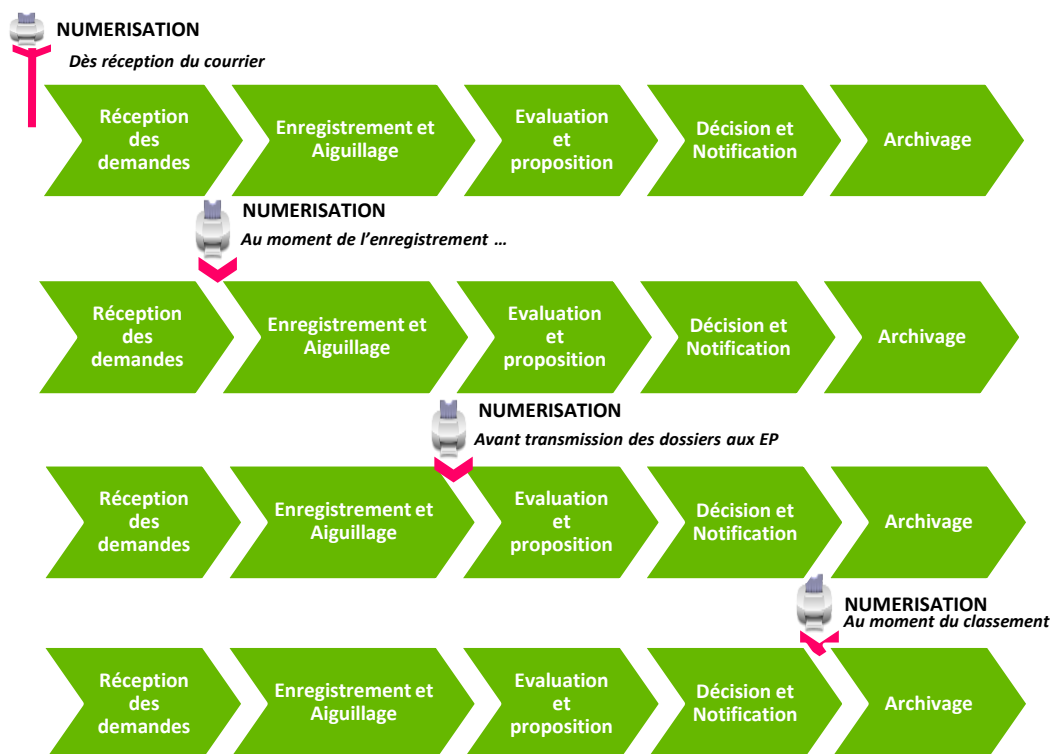 NUMERISATION
Dès réception du courrier
Réception
des
demandes
Enregistrement et
Aiguillage
Evaluation
et
proposition
Décision et
Notification
Archivage
NUMERISATION
Au moment de l'enregistrement …
Réception
des
demandes
Enregistrement et
Aiguillage
Evaluation
et
proposition
Décision et
Notification
Archivage
NUMERISATION
Avant transmission des dossiers aux EP
Réception
des
demandes
Enregistrement et
Aiguillage
Evaluation
et
proposition
Décision et
Notification
Archivage
NUMERISATION
Au moment du classement
Réception
des
demandes
Enregistrement et
Aiguillage
Evaluation
et
proposition
Décision et
Notification
Archivage